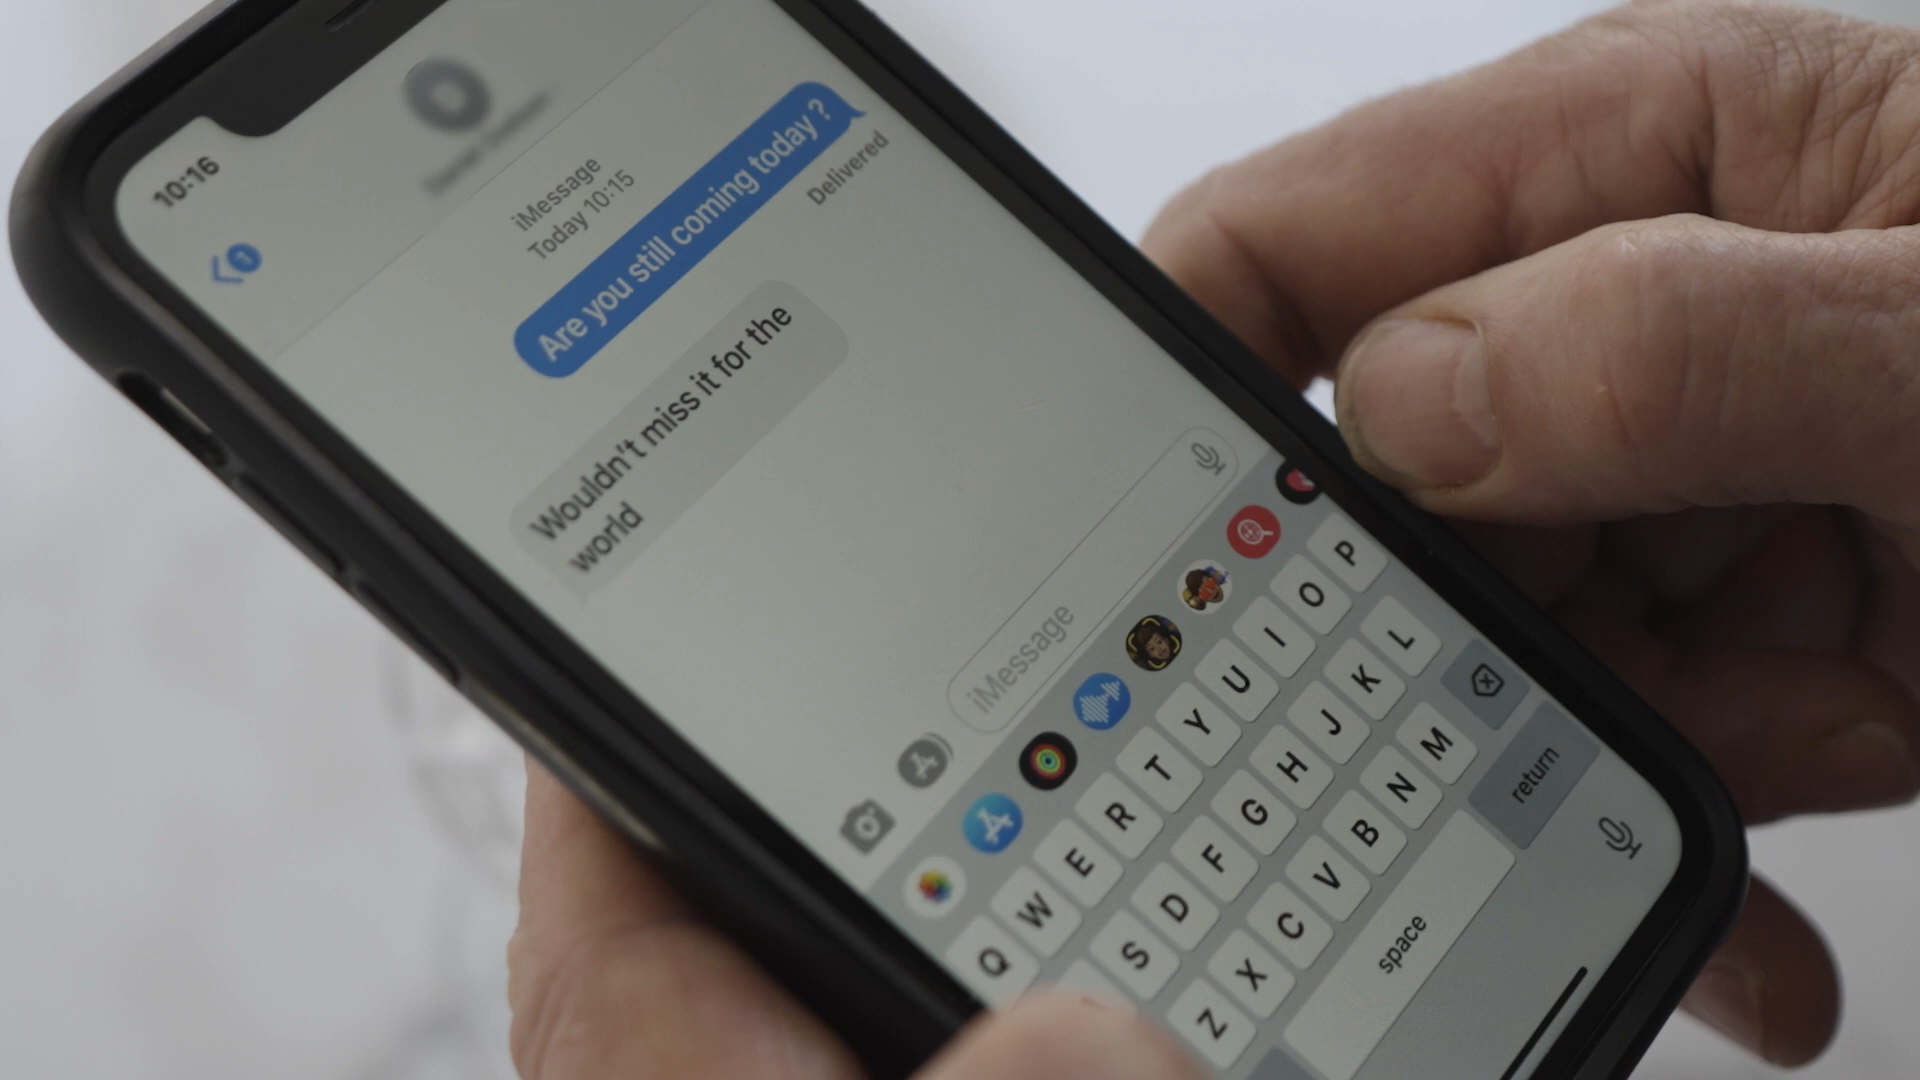 10:16
iMessage
Today 10:15
Are you still coming today ?
Delivered
Wouldn't miss it for the
world
iMessage
Q W E R T Y U I O P
S D F G H J K L
Z X C V B N M
space return